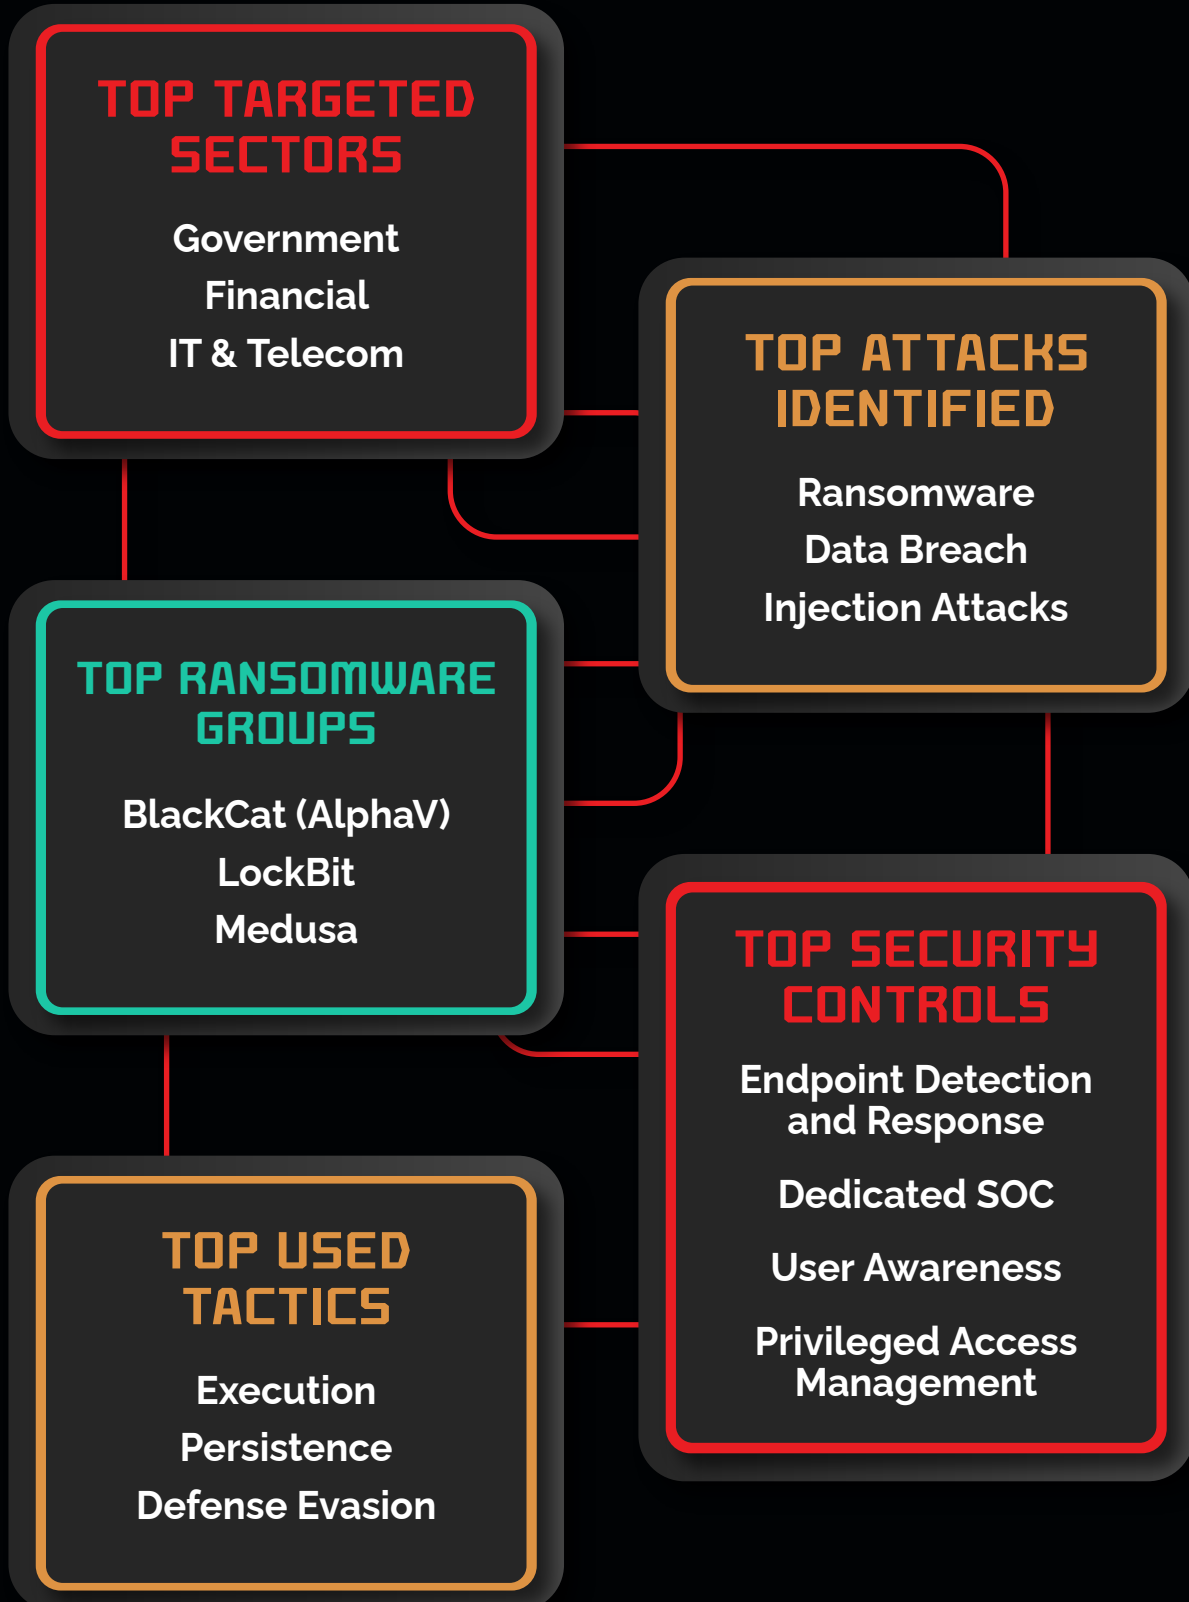 TOP TARGETED
SECTORS
Government
Financial
IT & Telecom
TOP ATTACKS
IDENTIFIED
Ransomware
Data Breach
Injection Attacks
TOP RANSOMWARE
GROUPS
BlackCat (AlphaV)
LockBit
Medusa
TOP SECURITY
CONTROLS
Endpoint Detection
and Response
Dedicated SOC
User Awareness
Privileged Access
Management
TOP USED
TACTICS
Execution
Persistence
Defense Evasion